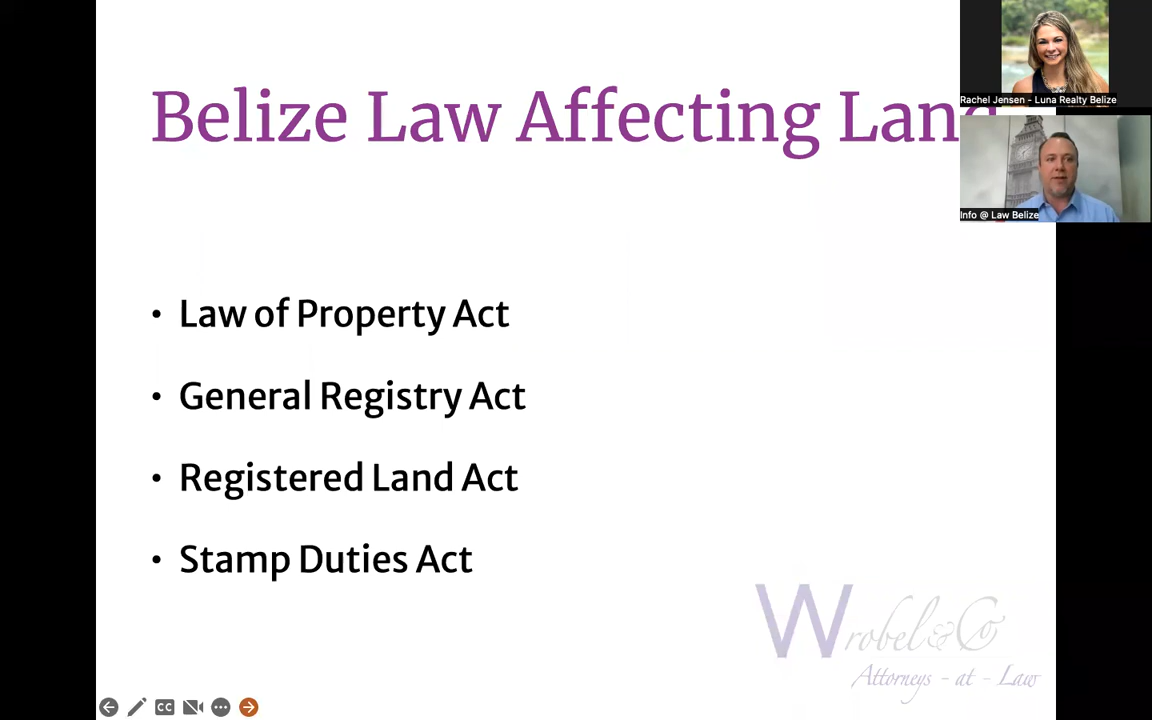 Belize Law Affecting Land
Rachel Jensen - Luna Realty Belize
Info @ Law Belize
• Law of Property Act
• General Registry Act
• Registered Land Act
• Stamp Duties Act
Wrobel & Co
Attorneys - at - Law
CC